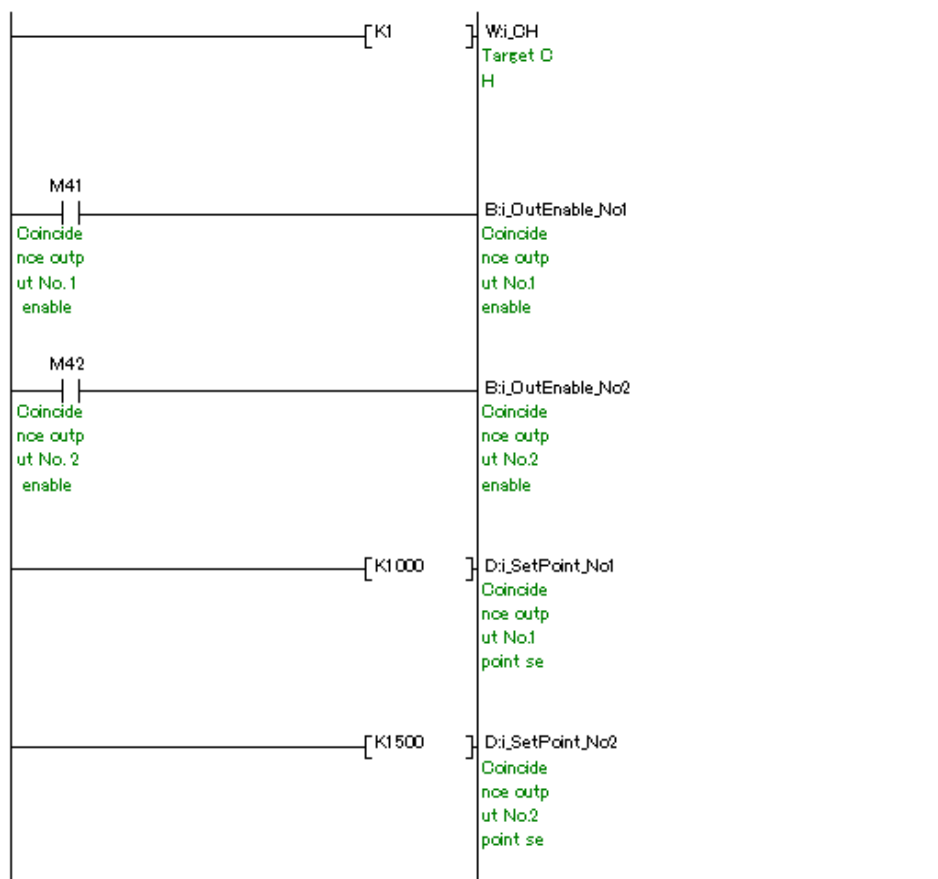 [K1 ] W:i_CH
Target C
H
M41
B:i_OutEnable_No1
Coincide
nce outp
ut No. 1
enable
Coincide
nce outp
ut No.1
enable
M42
B:i_OutEnable_No2
Coincide
nce outp
ut No. 2
enable
Coincide
nce outp
ut No.2
enable
[K1000 ] D:i_SetPoint_No1
Coincide
nce outp
ut No.1
point se
[K1500 ] D:i_SetPoint_No2
Coincide
nce outp
ut No.2
point se